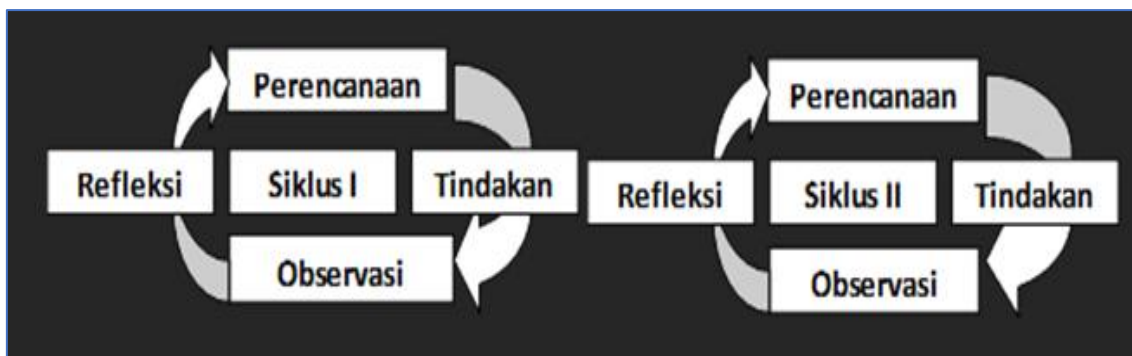 Perencanaan
Refleksi
Siklus I
Tindakan
Observasi
Perencanaan
Refleksi
Siklus II
Tindakan
Observasi